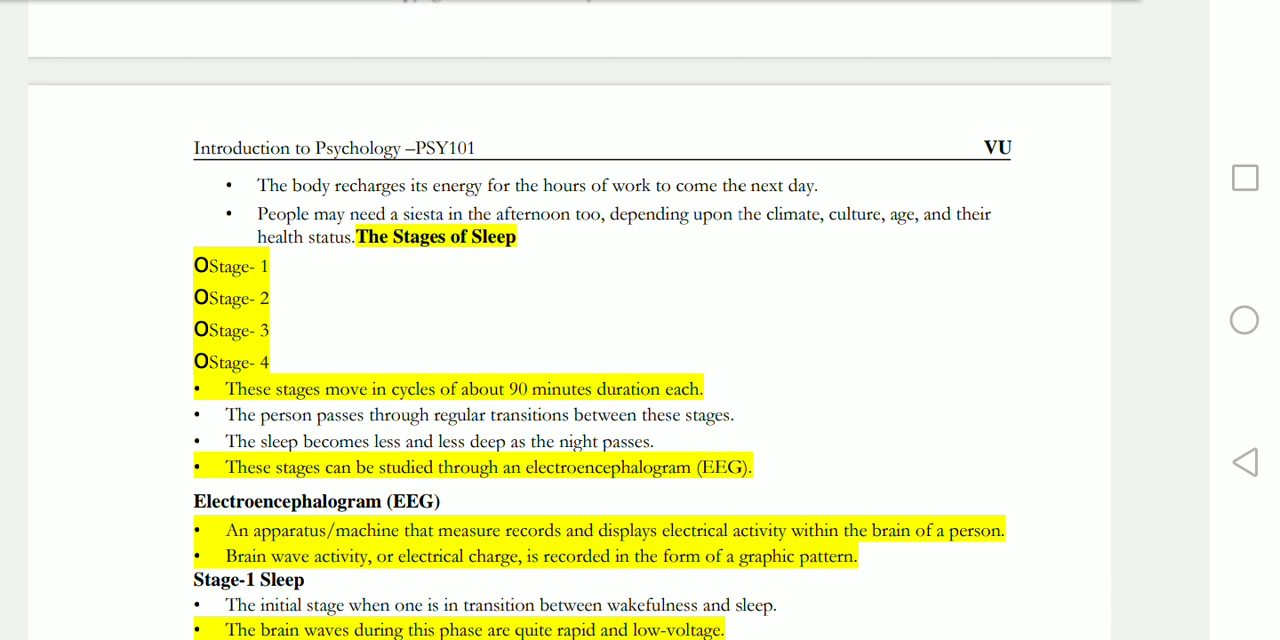 Introduction to Psychology –PSY101 VU
• The body recharges its energy for the hours of work to come the next day.
• People may need a siesta in the afternoon too, depending upon the climate, culture, age, and their
health status.The Stages of Sleep
OStage- 1
OStage- 2
OStage- 3
OStage- 4
• These stages move in cycles of about 90 minutes duration each.
• The person passes through regular transitions between these stages.
• The sleep becomes less and less deep as the night passes.
• These stages can be studied through an electroencephalogram (EEG).
Electroencephalogram (EEG)
• An apparatus/machine that measure records and displays electrical activity within the brain of a person.
• Brain wave activity, or electrical charge, is recorded in the form of a graphic pattern.
Stage-1 Sleep
• The initial stage when one is in transition between wakefulness and sleep.
• The brain waves during this phase are quite rapid and low-voltage.